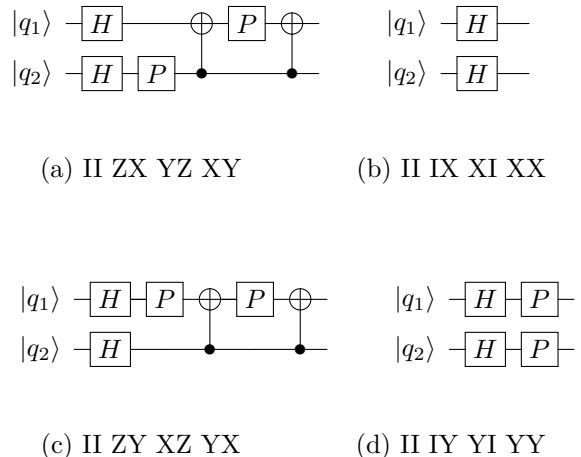 |q₁⟩ H P
|q₂⟩ H P
(a) II ZX YZ XY
|q₁⟩ H
|q₂⟩ H
(b) II IX XI XX
|q₁⟩ H P P
|q₂⟩ H
(c) II ZY XZ YX
|q₁⟩ H P
|q₂⟩ H P
(d) II IY YI YY